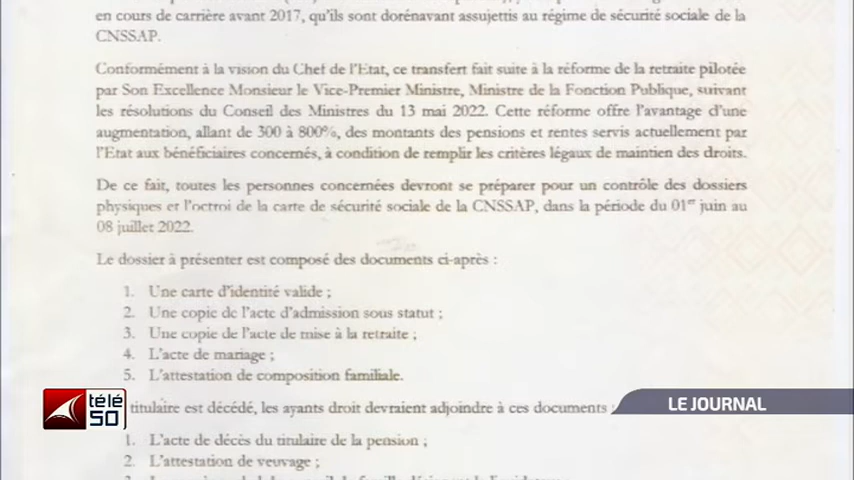 en cours de carrière avant 2017, qu'ils sont dorénavant assujettis au régime de sécurité sociale de la
CNSSAP.
Conformément à la vision du Chef de l'Etat, ce transfert fait suite à la réforme de la retraite pilotée
par Son Excellence Monsieur le Vice-Premier Ministre, Ministre de la Fonction Publique, suivant
les résolutions du Conseil des Ministres du 13 mai 2022. Cette réforme offre l'avantage d'une
augmentation, allant de 300 à 800%, des montants des pensions et rentes servis actuellement par
l'Etat aux bénéficiaires concernés, à condition de remplir les critères légaux de maintien des droits.
De ce fait, toutes les personnes concernées devront se préparer pour un contrôle des dossiers
physiques et l'octroi de la carte de sécurité sociale de la CNSSAP, dans la période du 01er juin au
08 juillet 2022.
Le dossier à présenter est composé des documents ci-après :
1. Une carte d'identité valide ;
2. Une copie de l'acte d'admission sous statut ;
3. Une copie de l'acte de mise à la retraite ;
4. L'acte de mariage ;
5. L'attestation de composition familiale.
titulaire est décédé, les ayants droit devraient adjoindre à ces documents :
1. L'acte de décès du titulaire de la pension ;
2. L'attestation de veuvage ;
télé
50
LE JOURNAL